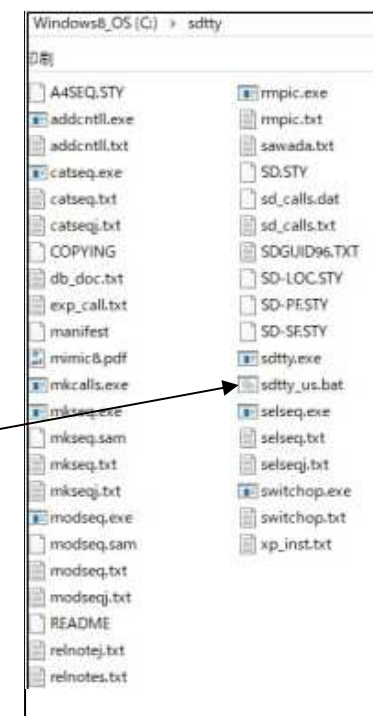 Windows8_OS (C:) › sdtty
印刷
A4SEQ.STY
addcntll.exe
addcntll.txt
catseq.exe
catseq.txt
catseqj.txt
COPYING
db_doc.txt
exp_call.txt
manifest
mimic8.pdf
mkcalls.exe
mkseq.exe
mkseq.sam
mkseq.txt
mkseqj.txt
modseq.exe
modseq.sam
modseq.txt
modseqj.txt
README
relnotej.txt
relnotes.txt
rmpic.exe
rmpic.txt
sawada.txt
SD.STY
sd_calls.dat
sd_calls.txt
SDGUID96.TXT
SD-LOC.STY
SD-PF.STY
SD-SF.STY
sdtty.exe
sdtty_us.bat
selseq.exe
selseq.txt
selseqj.txt
switchop.exe
switchop.txt
xp_inst.txt